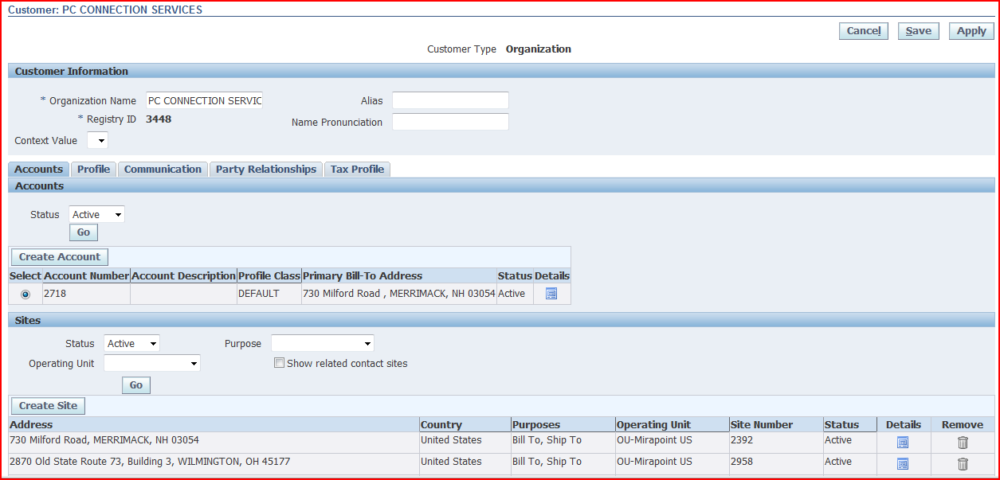 Customer: PC CONNECTION SERVICES
Cancel Save Apply
Customer Type Organization
Customer Information
* Organization Name PC CONNECTION SERVIC Alias
* Registry ID 3448
Name Pronunciation
Context Value
Accounts Profile Communication Party Relationships Tax Profile
Accounts
Status Active
Go
Create Account
Select Account Number Account Description Profile Class Primary Bill-To Address Status Details
2718 DEFAULT 730 Milford Road , MERRIMACK, NH 03054 Active
Sites
Status Active Purpose
Operating Unit Show related contact sites
Go
Create Site
Address Country Purposes Operating Unit Site Number Status Details Remove
730 Milford Road, MERRIMACK, NH 03054 United States Bill To, Ship To OU-Mirapoint US 2392 Active
2870 Old State Route 73, Building 3, WILMINGTON, OH 45177 United States Bill To, Ship To OU-Mirapoint US 2958 Active